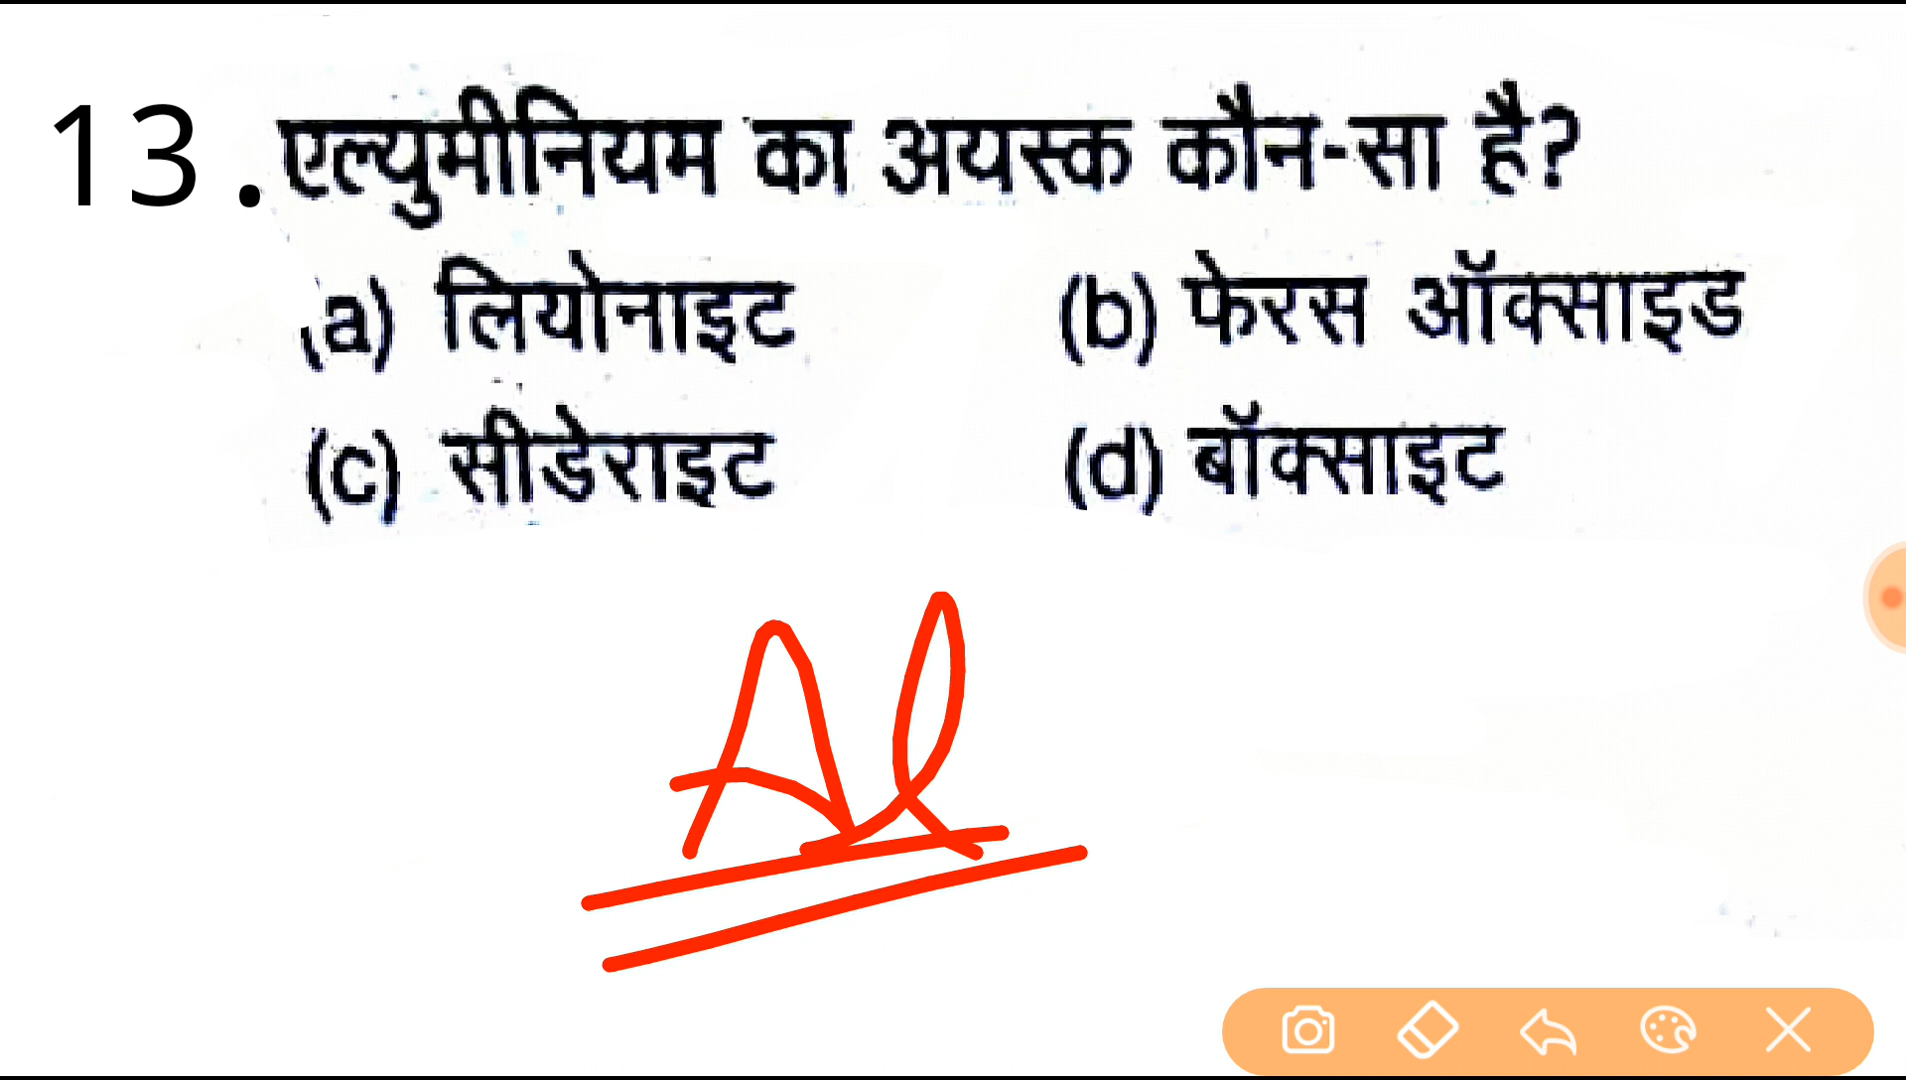 13.एल्युमीनियम का अयस्क कौन-सा है?
(a) लियोनाइट (b) फेरस ऑक्साइड
(c) सीडेराइट (d) बॉक्साइट
Al